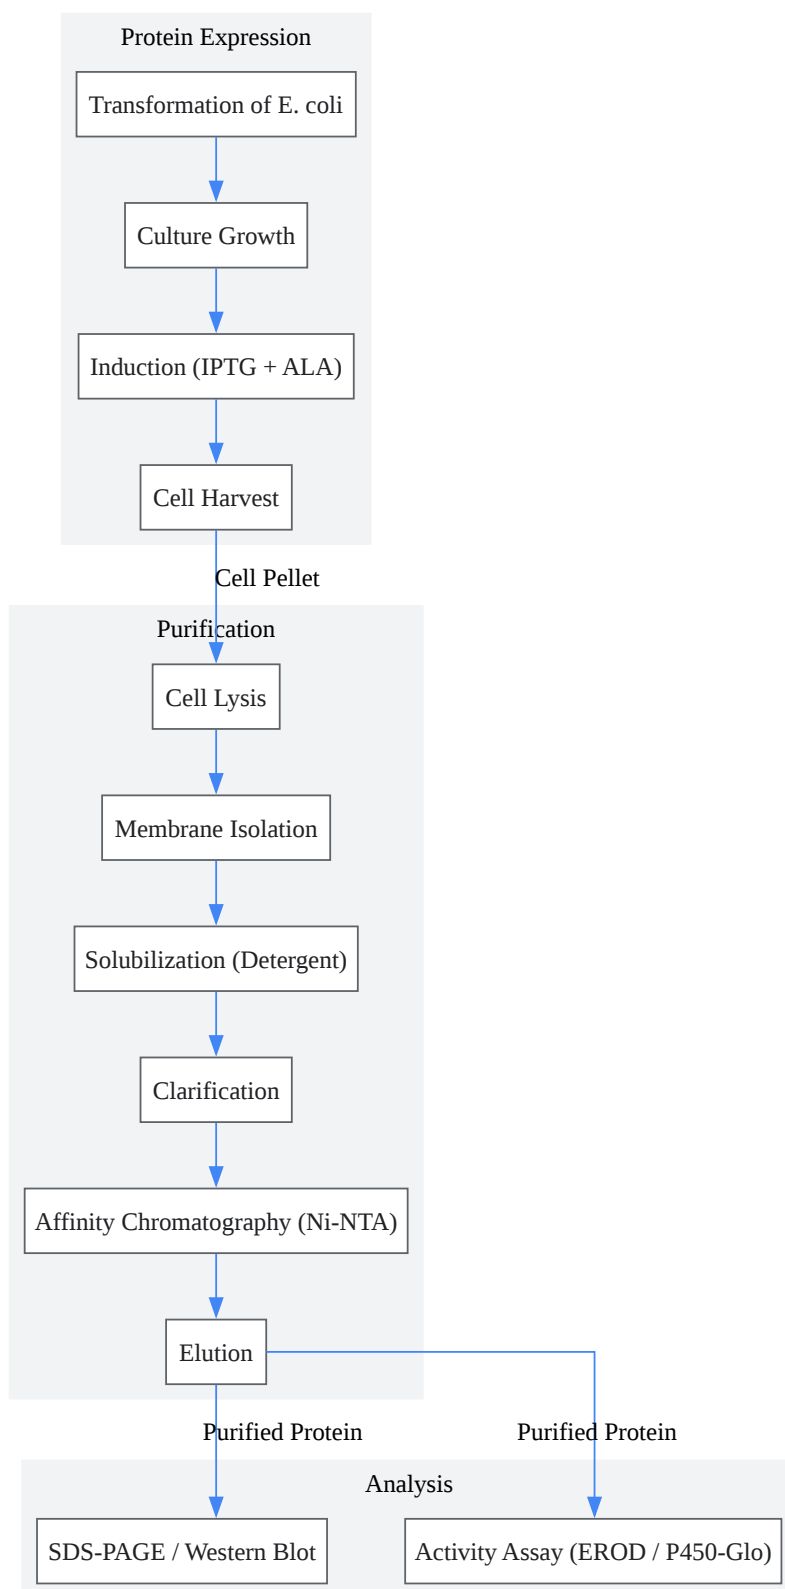 Protein Expression
Transformation of E. coli
Culture Growth
Induction (IPTG + ALA)
Cell Harvest
Cell Pellet
Purification
Cell Lysis
Membrane Isolation
Solubilization (Detergent)
Clarification
Affinity Chromatography (Ni-NTA)
Elution
Purified Protein
Purified Protein
Analysis
SDS-PAGE / Western Blot
Activity Assay (EROD / P450-Glo)